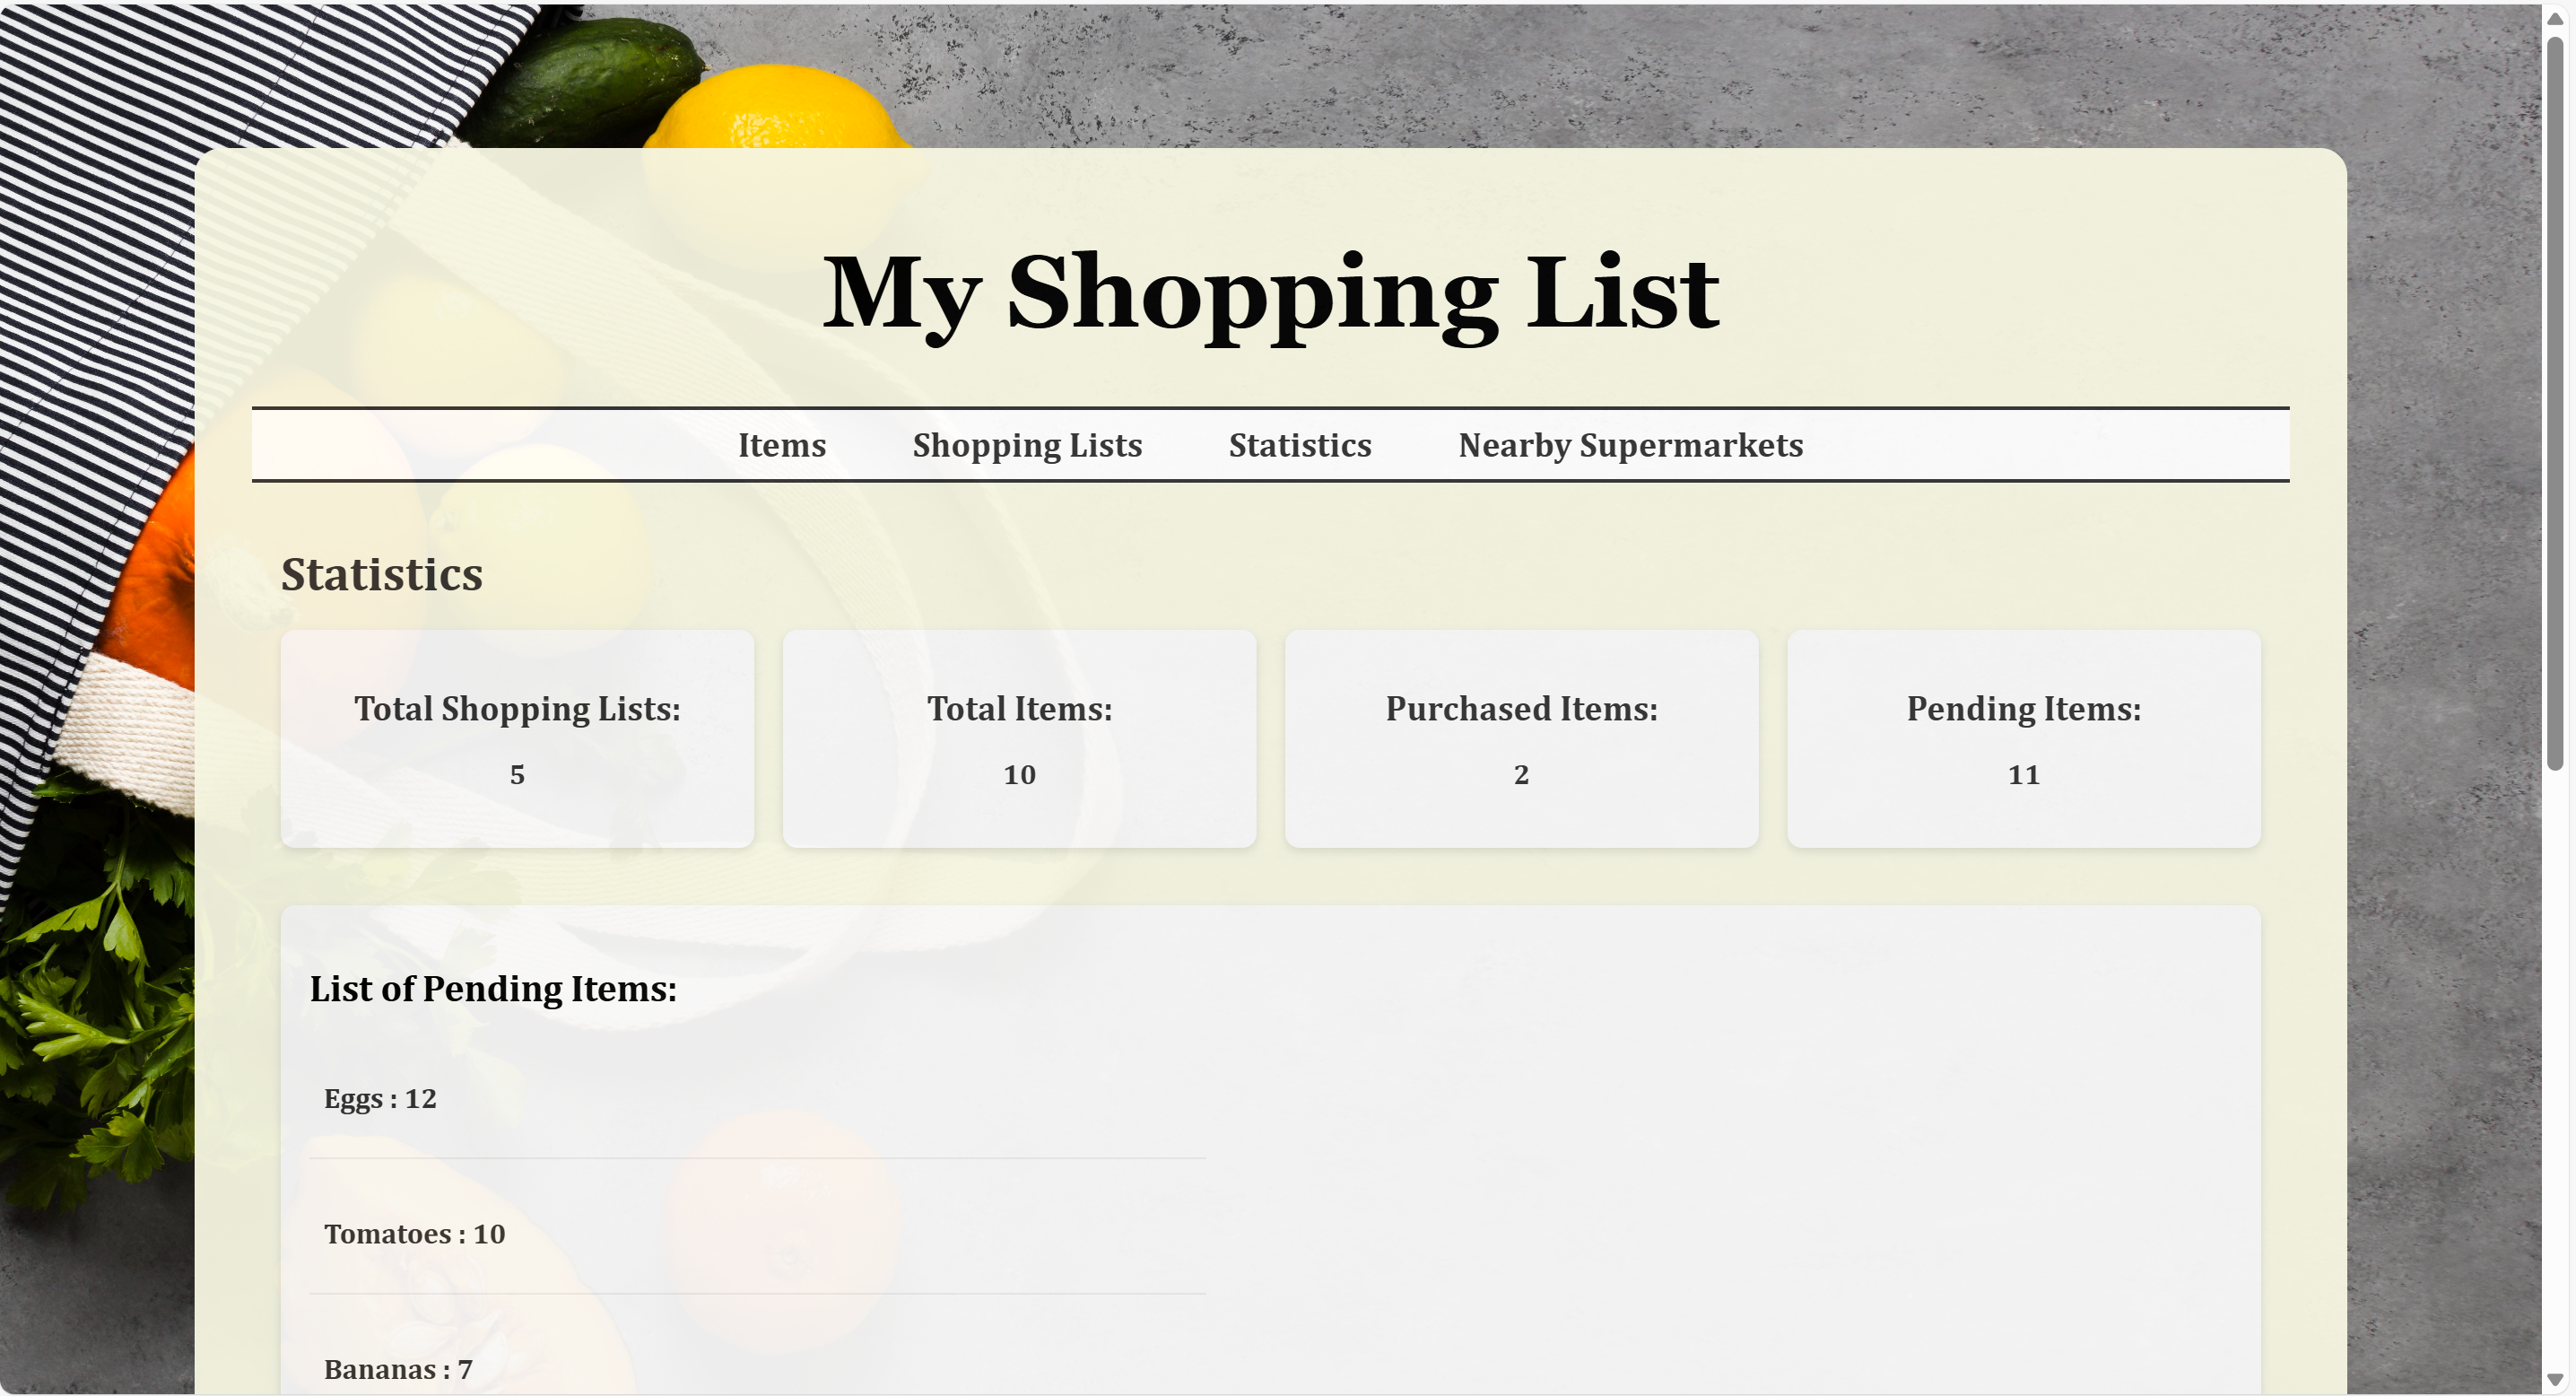 My Shopping List
Items Shopping Lists Statistics Nearby Supermarkets
Statistics
Total Shopping Lists: Total Items: Purchased Items: Pending Items:
5 10 2 11
List of Pending Items:
Eggs : 12
Tomatoes : 10
Bananas : 7